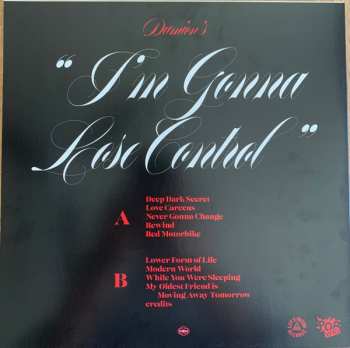 Damien's
"I'm Gonna
Lose Control"
A
Deep Dark Secret
Love Careens
Never Gonna Change
Rewind
Red Motorbike
B
Lower Form of Life
Modern World
While You Were Sleeping
My Oldest Friend is
Moving Away Tomorrow
credits